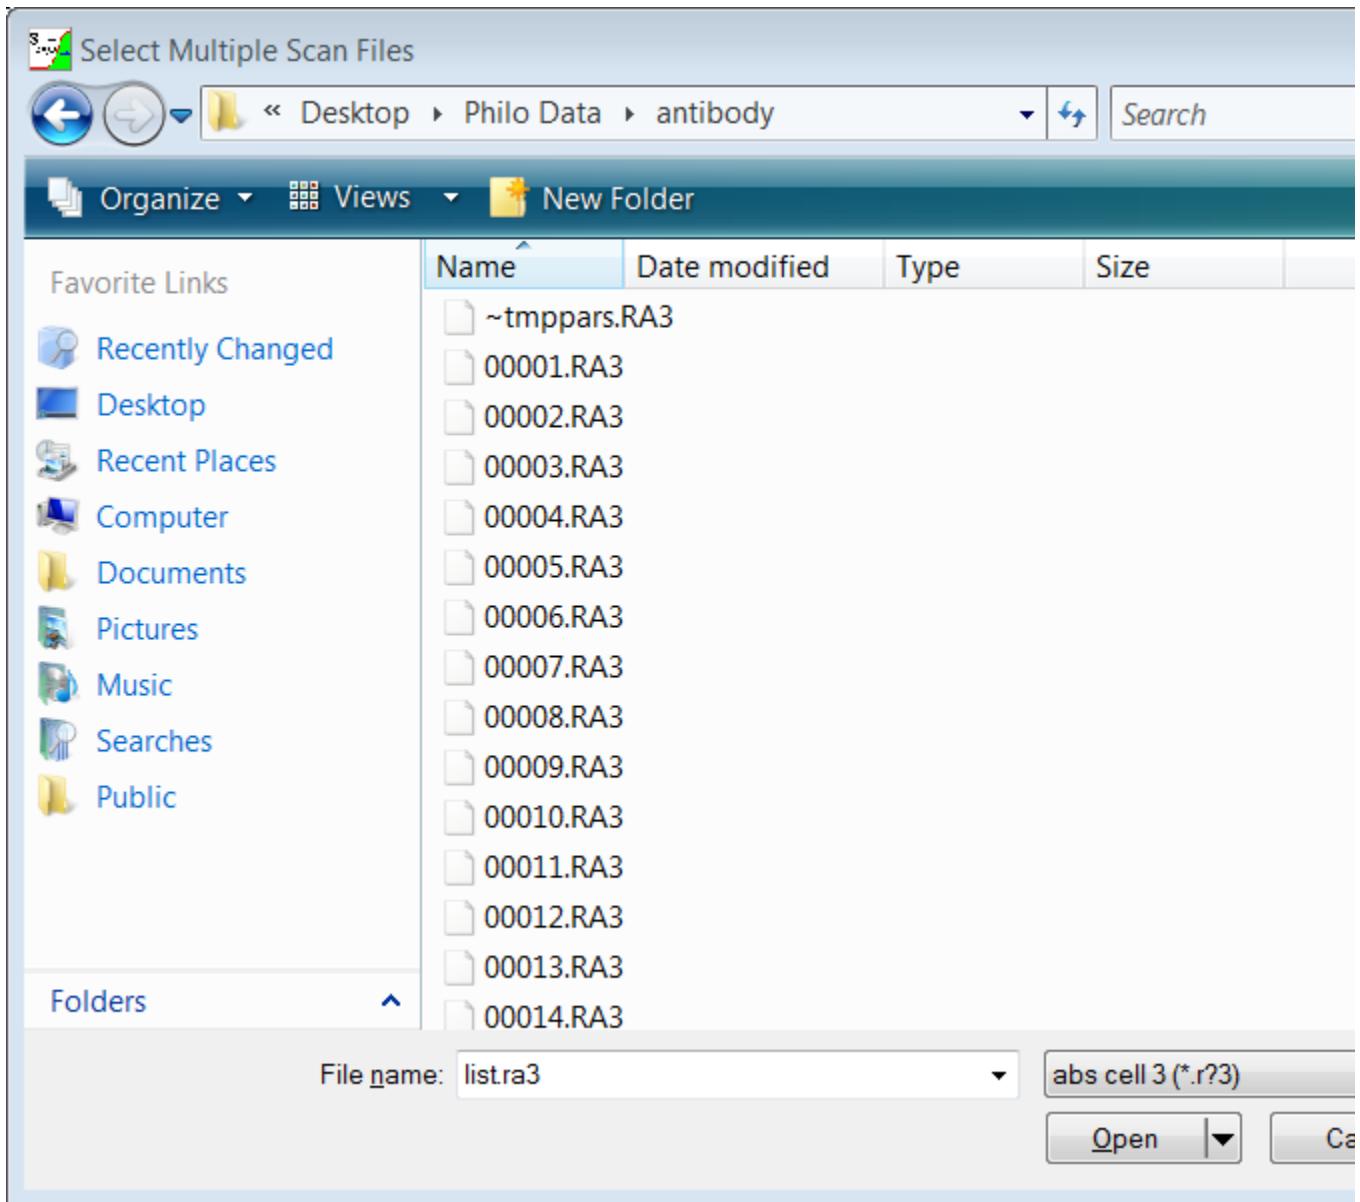 Select Multiple Scan Files
« Desktop ▸ Philo Data ▸ antibody
Search
Organize Views New Folder
Favorite Links
Recently Changed
Desktop
Recent Places
Computer
Documents
Pictures
Music
Searches
Public
Folders
Name Date modified Type Size
~tmppars.RA3
00001.RA3
00002.RA3
00003.RA3
00004.RA3
00005.RA3
00006.RA3
00007.RA3
00008.RA3
00009.RA3
00010.RA3
00011.RA3
00012.RA3
00013.RA3
00014.RA3
File name: list.ra3
abs cell 3 (*.r?3)
Open Ca